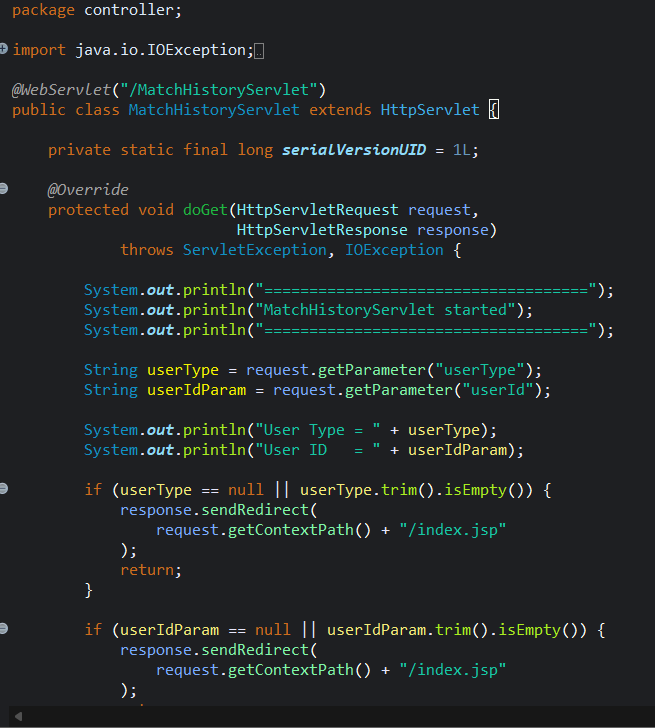 package controller;
import java.io.IOException;
@WebServlet("/MatchHistoryServlet")
public class MatchHistoryServlet extends HttpServlet {
private static final long serialVersionUID = 1L;
@Override
protected void doGet(HttpServletRequest request,
HttpServletResponse response)
throws ServletException, IOException {
System.out.println("====================================");
System.out.println("MatchHistoryServlet started");
System.out.println("====================================");
String userType = request.getParameter("userType");
String userIdParam = request.getParameter("userId");
System.out.println("User Type = " + userType);
System.out.println("User ID   = " + userIdParam);
if (userType == null || userType.trim().isEmpty()) {
response.sendRedirect(
request.getContextPath() + "/index.jsp"
);
return;
}
if (userIdParam == null || userIdParam.trim().isEmpty()) {
response.sendRedirect(
request.getContextPath() + "/index.jsp"
);